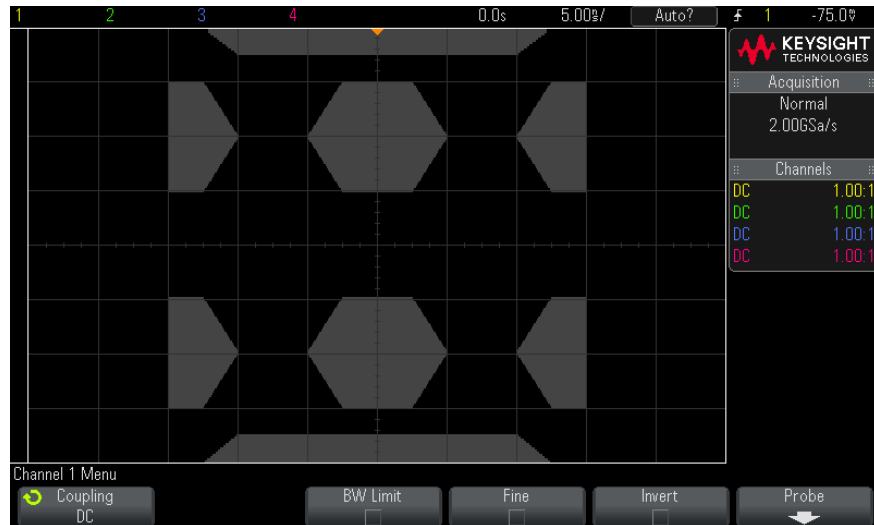 1 2 3 4 0.0s 5.00ns/ Auto? 1 -75.0V
KEYSIGHT
TECHNOLOGIES
Acquisition
Normal
2.00GSa/s
Channels
DC 1.00:1
DC 1.00:1
DC 1.00:1
DC 1.00:1
Channel 1 Menu
Coupling
DC
BW Limit
Fine
Invert
Probe